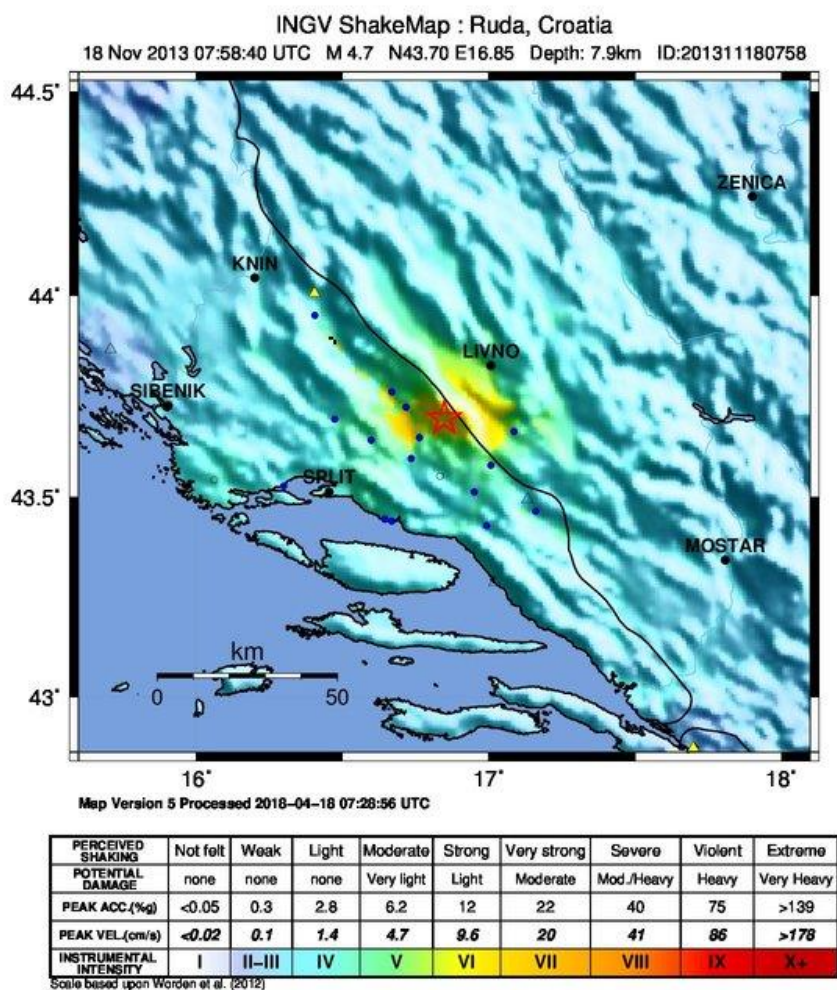 INGV ShakeMap : Ruda, Croatia
18 Nov 2013 07:58:40 UTC M 4.7 N43.70 E16.85 Depth: 7.9km ID:201311180758
44.5˚
ZENICA
KNIN
44˚
LIVNO
SIBENIK
SPLIT
43.5˚
MOSTAR
km
0 50
43˚
16˚ 17˚ 18˚
Map Version 5 Processed 2018-04-18 07:28:56 UTC
PERCEIVED SHAKING Not felt Weak Light Moderate Strong Very strong Severe Violent Extreme
POTENTIAL DAMAGE none none none Very light Light Moderate Mod./Heavy Heavy Very Heavy
PEAK ACC.(%g) <0.05 0.3 2.8 6.2 12 22 40 75 >139
PEAK VEL.(cm/s) <0.02 0.1 1.4 4.7 9.6 20 41 86 >178
INSTRUMENTAL INTENSITY I II-III IV V VI VII VIII IX X+
Scale based upon Worden et al. (2012)